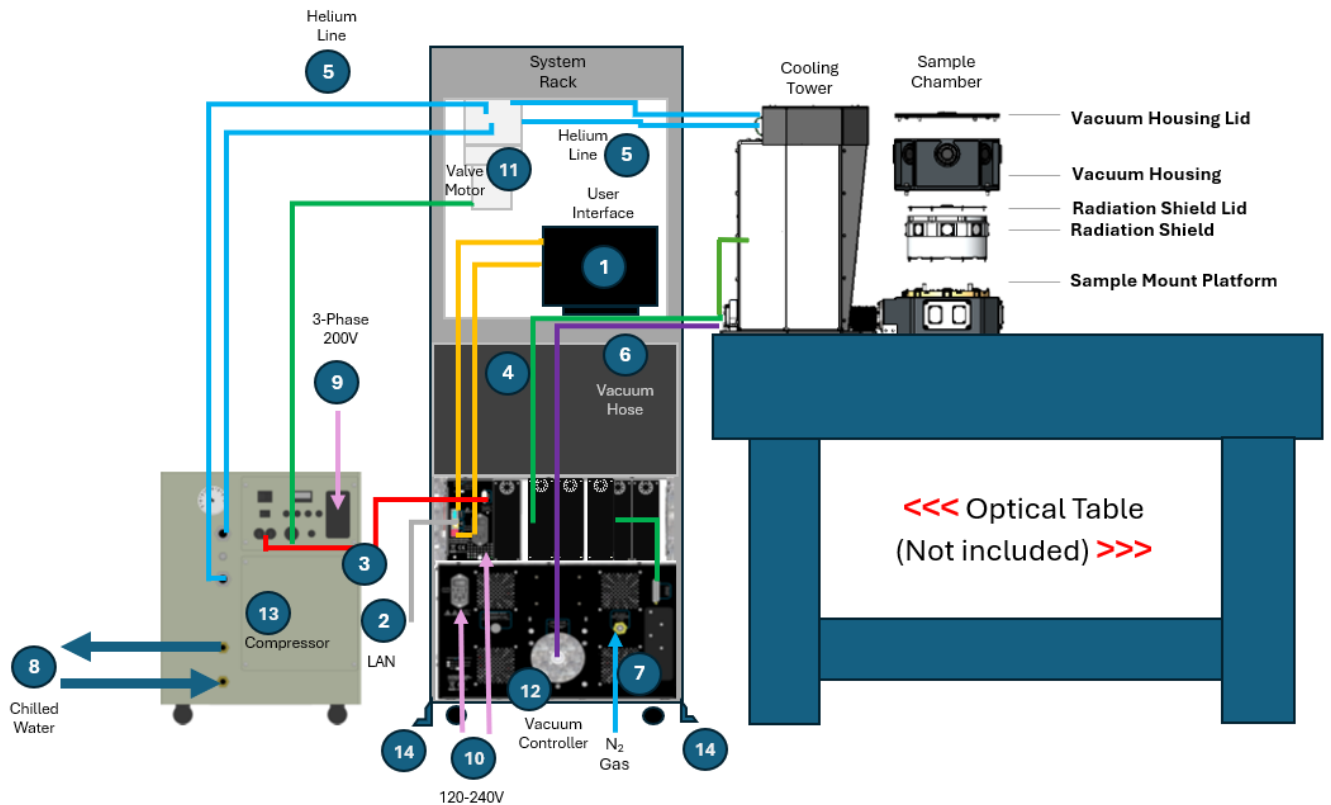 Helium
Line
5
System
Rack
Cooling
Tower
Sample
Chamber
Vacuum Housing Lid
Helium
Line
5
Valve
Motor
11
Vacuum Housing
User
Interface
Radiation Shield Lid
Radiation Shield
1
Sample Mount Platform
3-Phase
200V
9
4
6
Vacuum
Hose
<<< Optical Table
(Not included) >>>
3
13
Compressor
2
LAN
8
Chilled
Water
7
12
Vacuum
Controller
N₂
Gas
14
10
14
120-240V